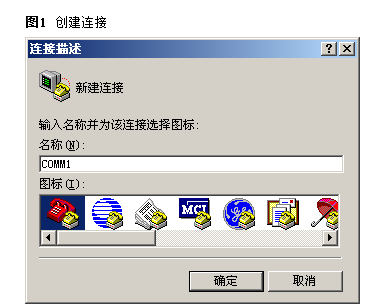 图1 创建连接
连接描述
新建连接
输入名称并为该连接选择图标:
名称(N):
COMM1
图标(I):
MCI
确定
取消